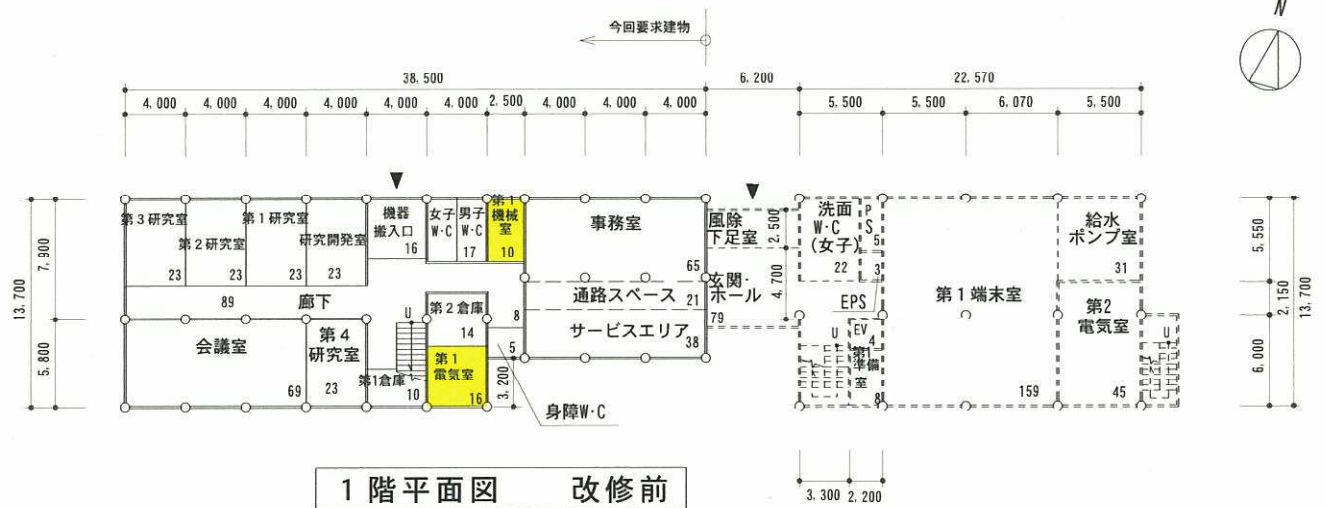 N
今回要求建物
38,500
6,200
22,570
4,000
4,000
4,000
4,000
4,000
4,000
2,500
4,000
4,000
4,000
5,500
5,500
6,070
5,500
13,700
7,900
5,800
第3研究室
23
第2研究室
23
第1研究室
23
研究開発室
23
機器
搬入口
16
女子
W・C
男子
W・C
17
第1
機械
室
10
事務室
65
通路スペース
21
サービスエリア
38
廊下
89
会議室
69
第4
研究室
23
U
第1倉庫
10
第2倉庫
14
第1
電気室
16
8
5
3,200
身障W・C
風除
下足室
2,500
玄関・
ホール
4,700
79
洗面
W・C
(女子)
22
P
S
5
3
EPS
EV
4
第1
準備
室
8
U
第1端末室
159
給水
ポンプ室
31
第2
電気室
45
U
5,550
2,150
6,000
13,700
3,300
2,200
1階平面図 改修前